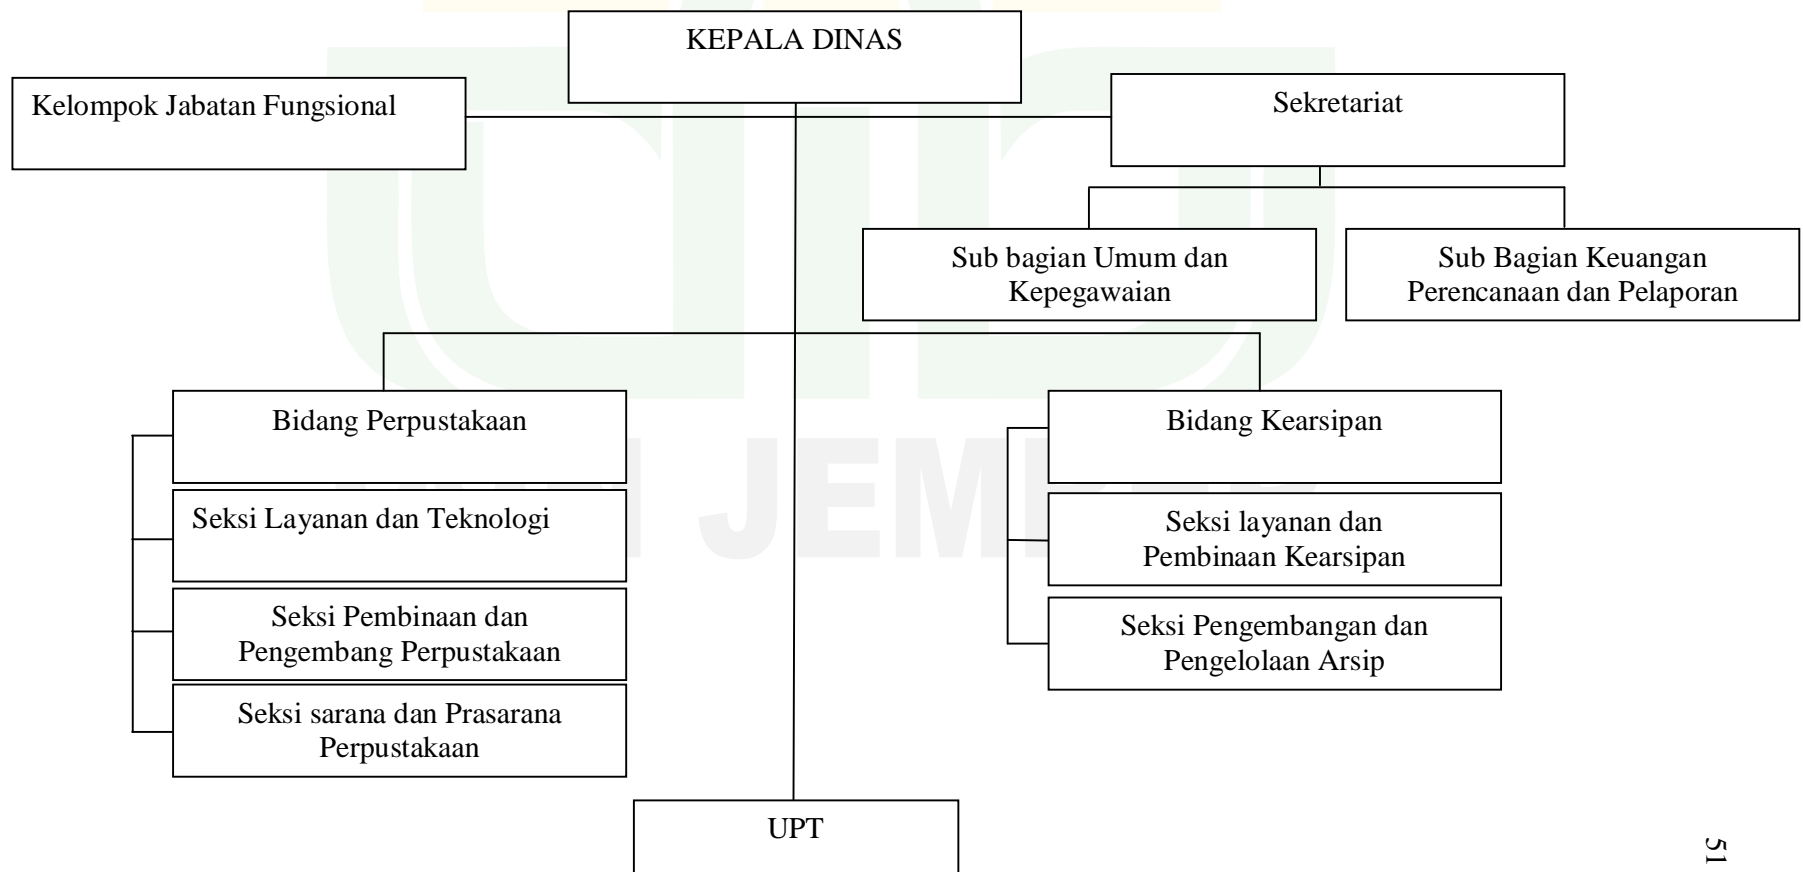 KEPALA DINAS
Kelompok Jabatan Fungsional
Sekretariat
Sub bagian Umum dan
Kepegawaian
Sub Bagian Keuangan
Perencanaan dan Pelaporan
Bidang Perpustakaan
Seksi Layanan dan Teknologi
Seksi Pembinaan dan
Pengembang Perpustakaan
Seksi sarana dan Prasarana
Perpustakaan
Bidang Kearsipan
Seksi layanan dan
Pembinaan Kearsipan
Seksi Pengembangan dan
Pengelolaan Arsip
UPT
51